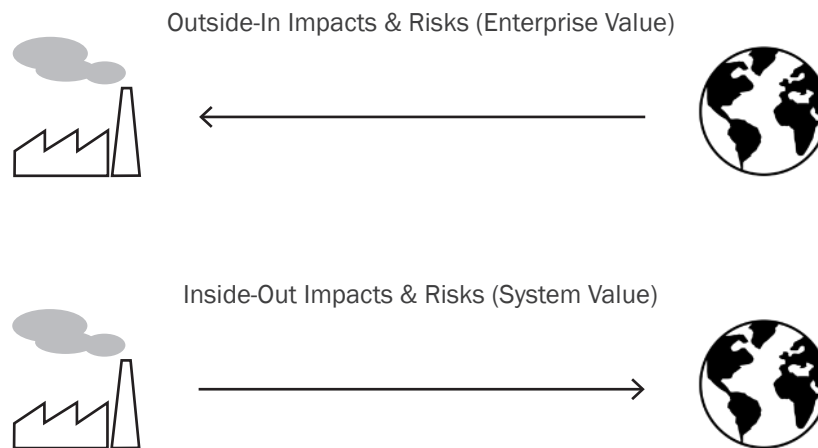 Outside-In Impacts & Risks (Enterprise Value)
Inside-Out Impacts & Risks (System Value)